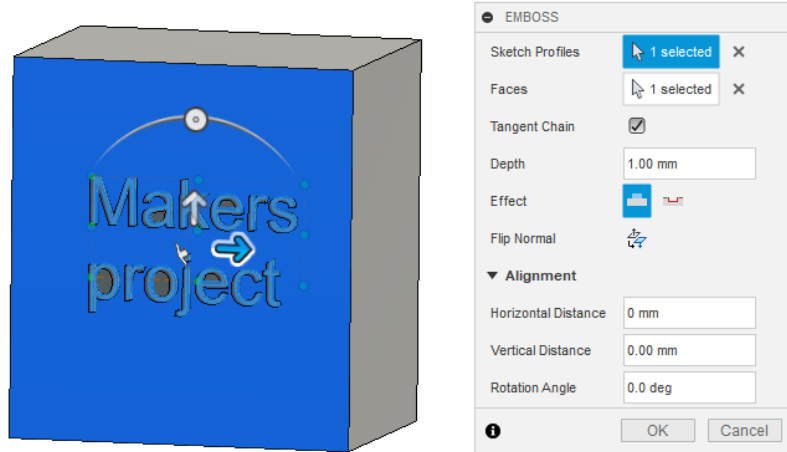 Makers
project
EMBOSS
Sketch Profiles 1 selected
Faces 1 selected
Tangent Chain
Depth 1.00 mm
Effect
Flip Normal
Alignment
Horizontal Distance 0 mm
Vertical Distance 0.00 mm
Rotation Angle 0.0 deg
OK Cancel